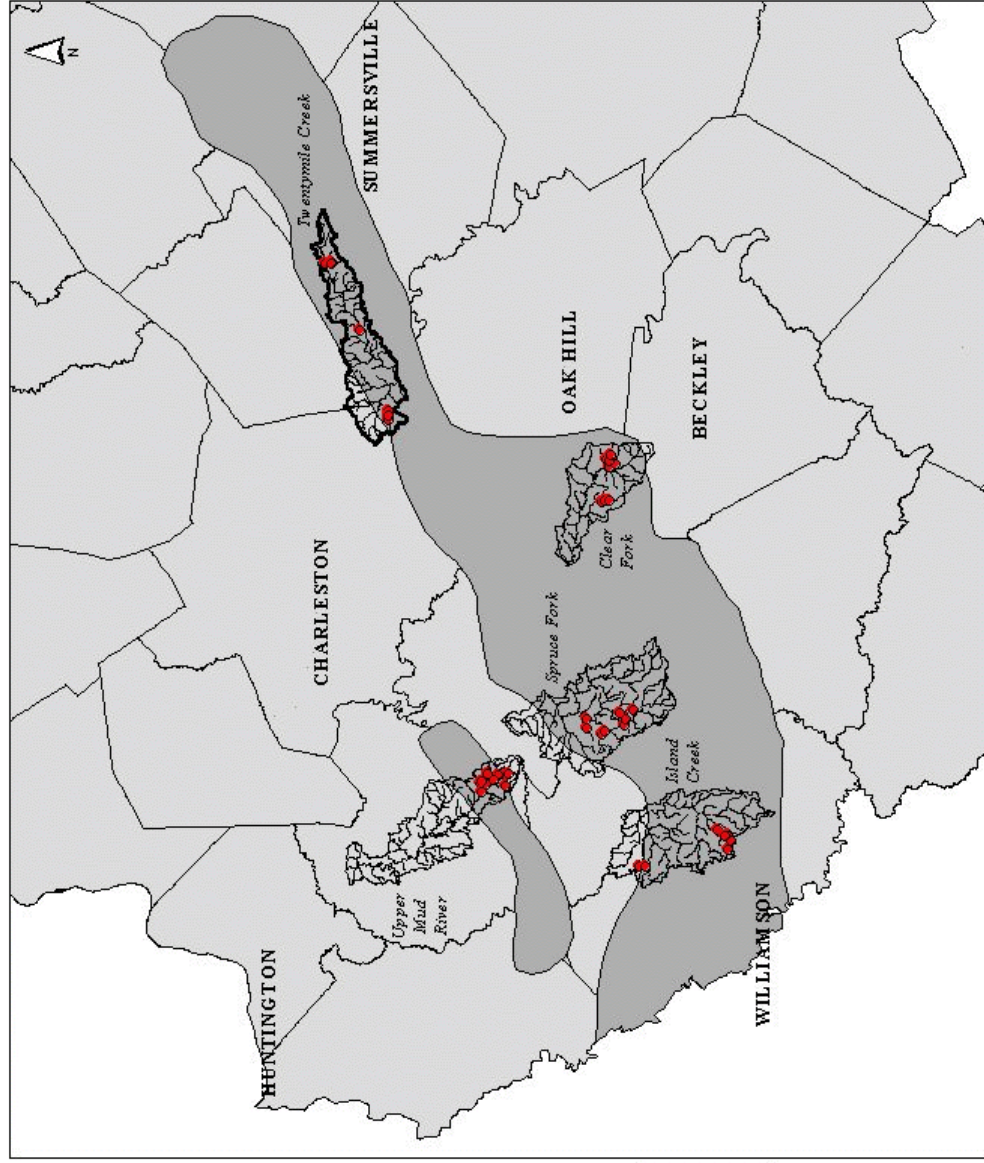 N
SUMMERSVILLE
Twentymile Creek
OAK HILL
BECKLEY
CHARLESTON
Clear
Fork
Spruce Fork
Island
Creek
Upper
Mud
River
HUNTINGTON
WILLIAMSON